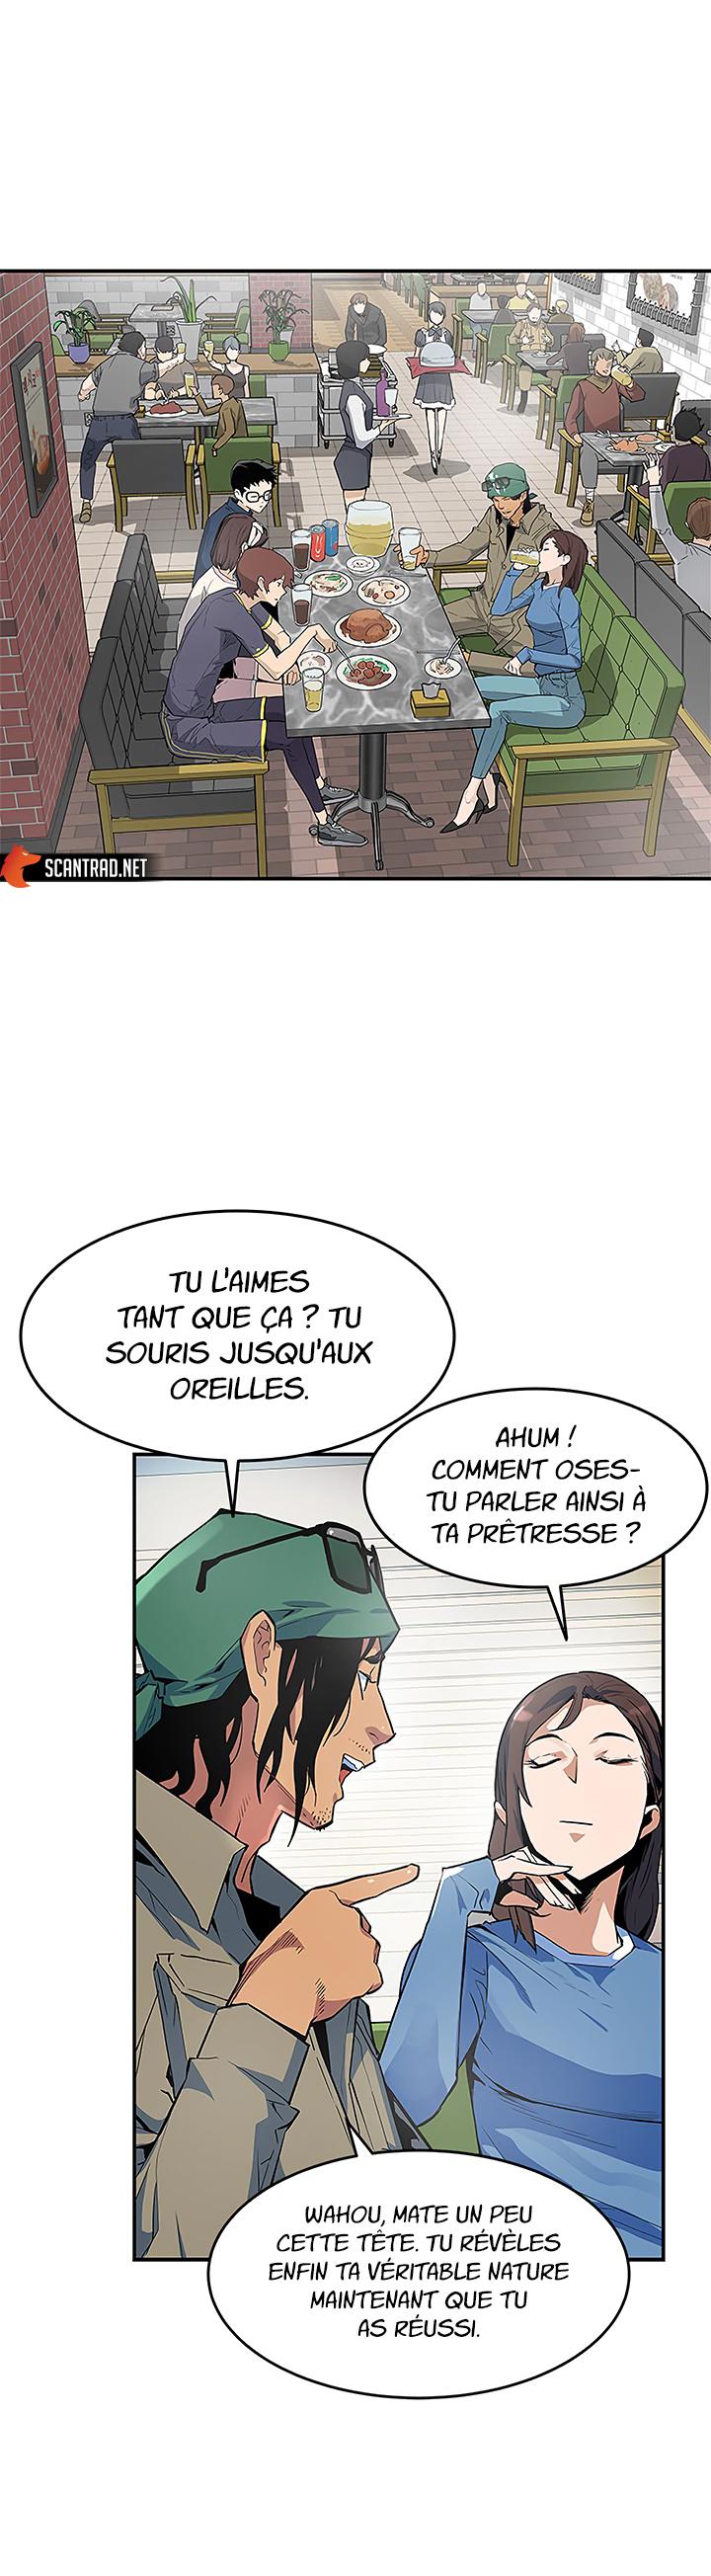 SCANTRAD.NET
TU L'AIMES
TANT QUE ÇA ? TU
SOURIS JUSQU'AUX
OREILLES.
AHUM !
COMMENT OSES-
TU PARLER AINSI À
TA PRÊTRESSE ?
WAHOU, MATE UN PEU
CETTE TÊTE. TU RÉVÈLES
ENFIN TA VÉRITABLE NATURE
MAINTENANT QUE TU
AS RÉUSSI.